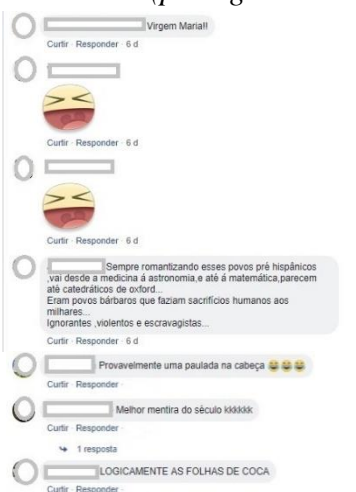 Virgem Maria!!
Curtir · Responder · 6 d
Curtir · Responder · 6 d
Curtir · Responder · 6 d
Sempre romantizando esses povos pré hispânicos
,vai desde a medicina á astronomia,e até á matemática,parecem
até catedráticos de oxford...
Eram povos bárbaros que faziam sacrifícios humanos aos
milhares...
Ignorantes ,violentos e escravagistas...
Curtir · Responder · 6 d
Provavelmente uma paulada na cabeça 😂😂😂
Curtir · Responder ·
Melhor mentira do século kkkkkk
Curtir · Responder ·
1 resposta
LOGICAMENTE AS FOLHAS DE COCA
Curtir · Responder ·